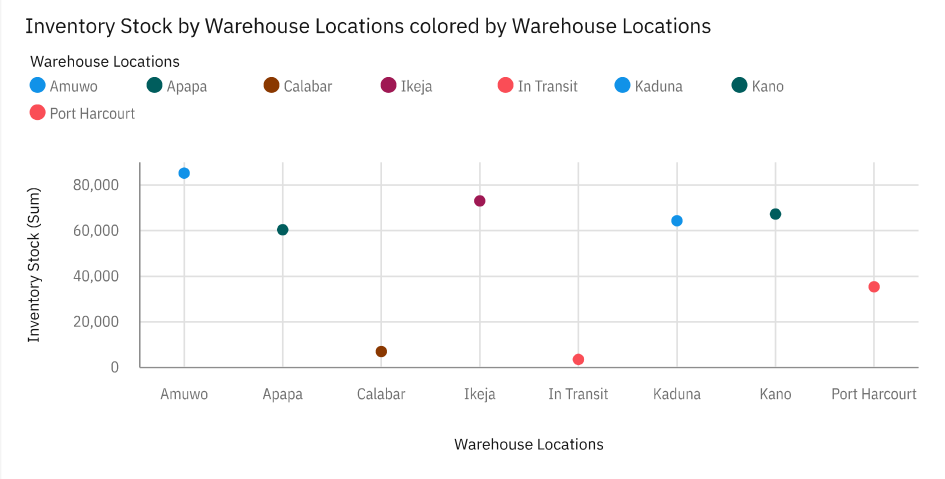 Inventory Stock by Warehouse Locations colored by Warehouse Locations
Warehouse Locations
Amuwo Apapa Calabar Ikeja In Transit Kaduna Kano
Port Harcourt
Inventory Stock (Sum)
80,000
60,000
40,000
20,000
0
Amuwo Apapa Calabar Ikeja In Transit Kaduna Kano Port Harcourt
Warehouse Locations